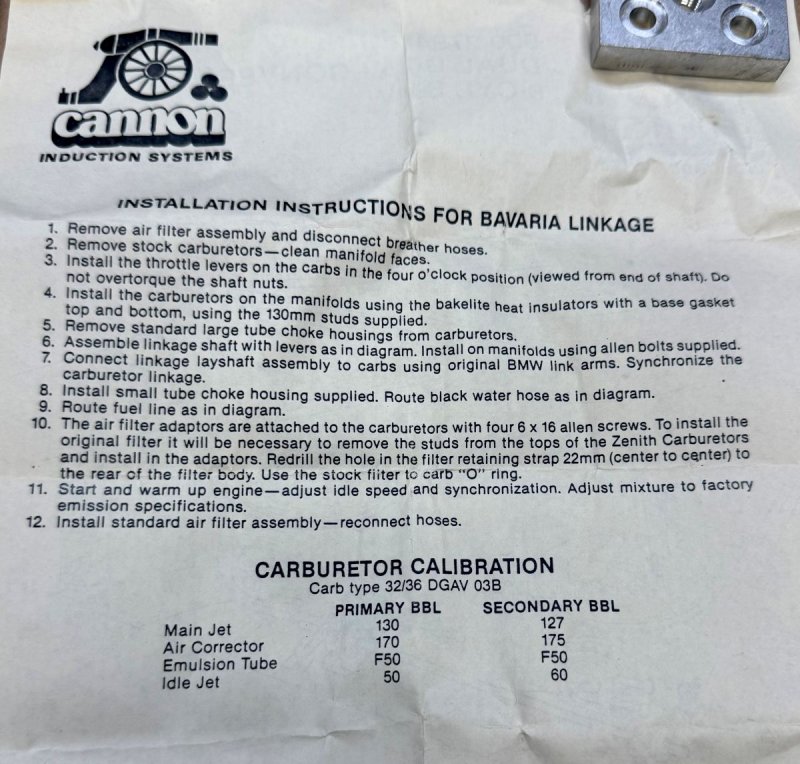 cannon
INDUCTION SYSTEMS
INSTALLATION INSTRUCTIONS FOR BAVARIA LINKAGE
1. Remove air filter assembly and disconnect breather hoses.
2. Remove stock carburetors—clean manifold faces.
3. Install the throttle levers on the carbs in the four o'clock position (viewed from end of shaft). Do
not overtorque the shaft nuts.
4. Install the carburetors on the manifolds using the bakelite heat insulators with a base gasket
top and bottom, using the 130mm studs supplied.
5. Remove standard large tube choke housings from carburetors.
6. Assemble linkage shaft with levers as in diagram. Install on manifolds using allen bolts supplied.
7. Connect linkage layshaft assembly to carbs using original BMW link arms. Synchronize the
carburetor linkage.
8. Install small tube choke housing supplied. Route black water hose as in diagram.
9. Route fuel line as in diagram.
10. The air filter adaptors are attached to the carburetors with four 6 x 16 allen screws. To install the
original filter it will be necessary to remove the studs from the tops of the Zenith Carburetors
and install in the adaptors. Redrill the hole in the filter retaining strap 22mm (center to center) to
the rear of the filter body. Use the stock filter to carb "O" ring.
11. Start and warm up engine—adjust idle speed and synchronization. Adjust mixture to factory
emission specifications.
12. Install standard air filter assembly—reconnect hoses.
CARBURETOR CALIBRATION
Carb type 32/36 DGAV 03B
PRIMARY BBL SECONDARY BBL
Main Jet 130 127
Air Corrector 170 175
Emulsion Tube F50 F50
Idle Jet 50 60